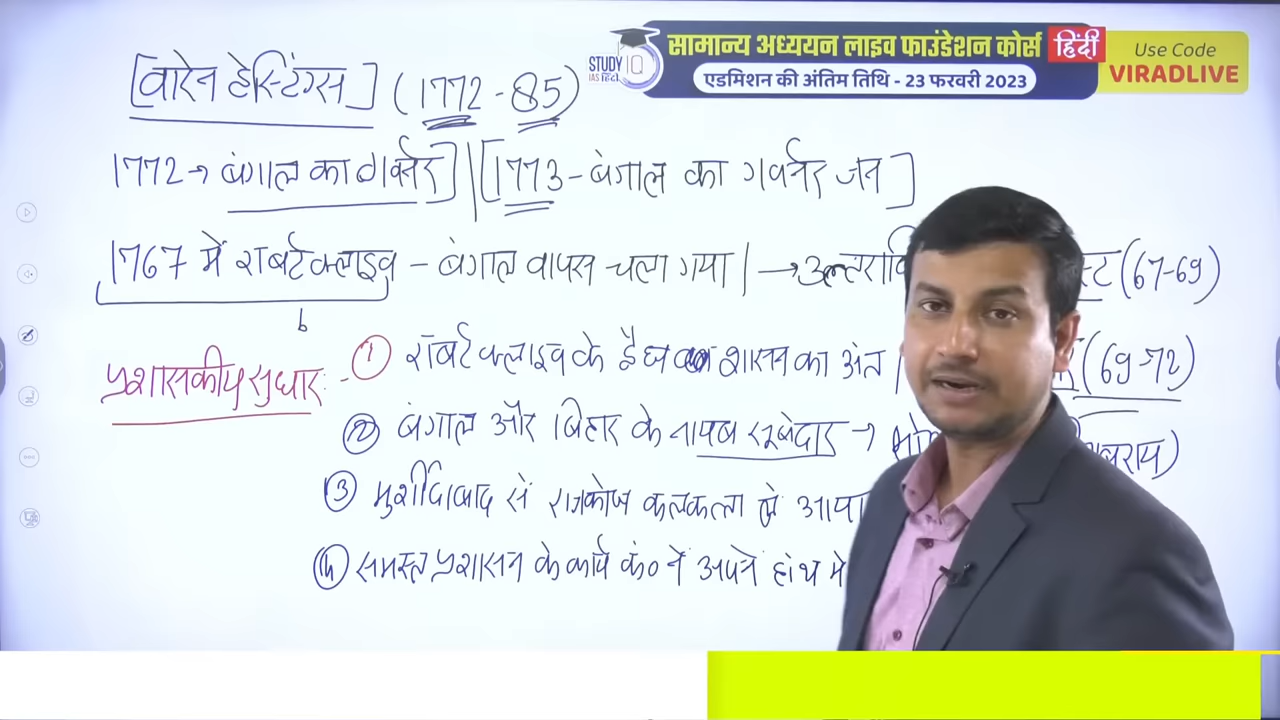 सामान्य अध्ययन लाइव फाउंडेशन कोर्स हिंदी
एडमिशन की अंतिम तिथि - 23 फरवरी 2023
Use Code
VIRADLIVE
STUDY IQ
IAS हिंदी
[वारेन हेस्टिंग्स] (1772-85)
1772→ बंगाल का गवर्नर] | [1773-बंगाल का गवर्नर जन]
1767 में राबर्ट क्लाइव - बंगाल वापस चला गया | → (67-69)
b
प्रशासकीय सुधार: - ① रॉबर्ट क्लाइव के शासन का अंत | (69-72)
② बंगाल और बिहार के नायब सूबेदार →
③ मुर्शीदाबाद से राजकोष कलकत्ता ले आया
④ समस्त प्रशासन के कार्य कं० ने अपने हांथ में